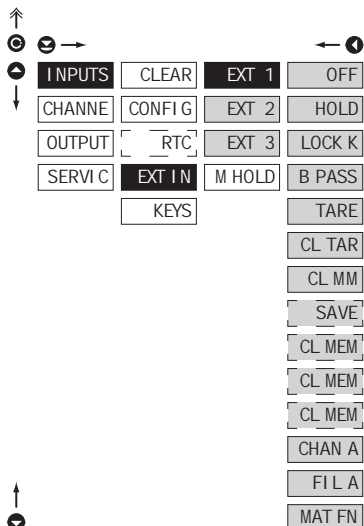 INPUTS CLEAR EXT 1 OFF
CHANNE CONFIG EXT 2 HOLD
OUTPUT RTC EXT 3 LOCK K
SERVIC EXT IN M HOLD B PASS
KEYS TARE
CL TAR
CL MM
SAVE
CL MEM
CL MEM
CL MEM
CHAN A
FIL A
MAT FN